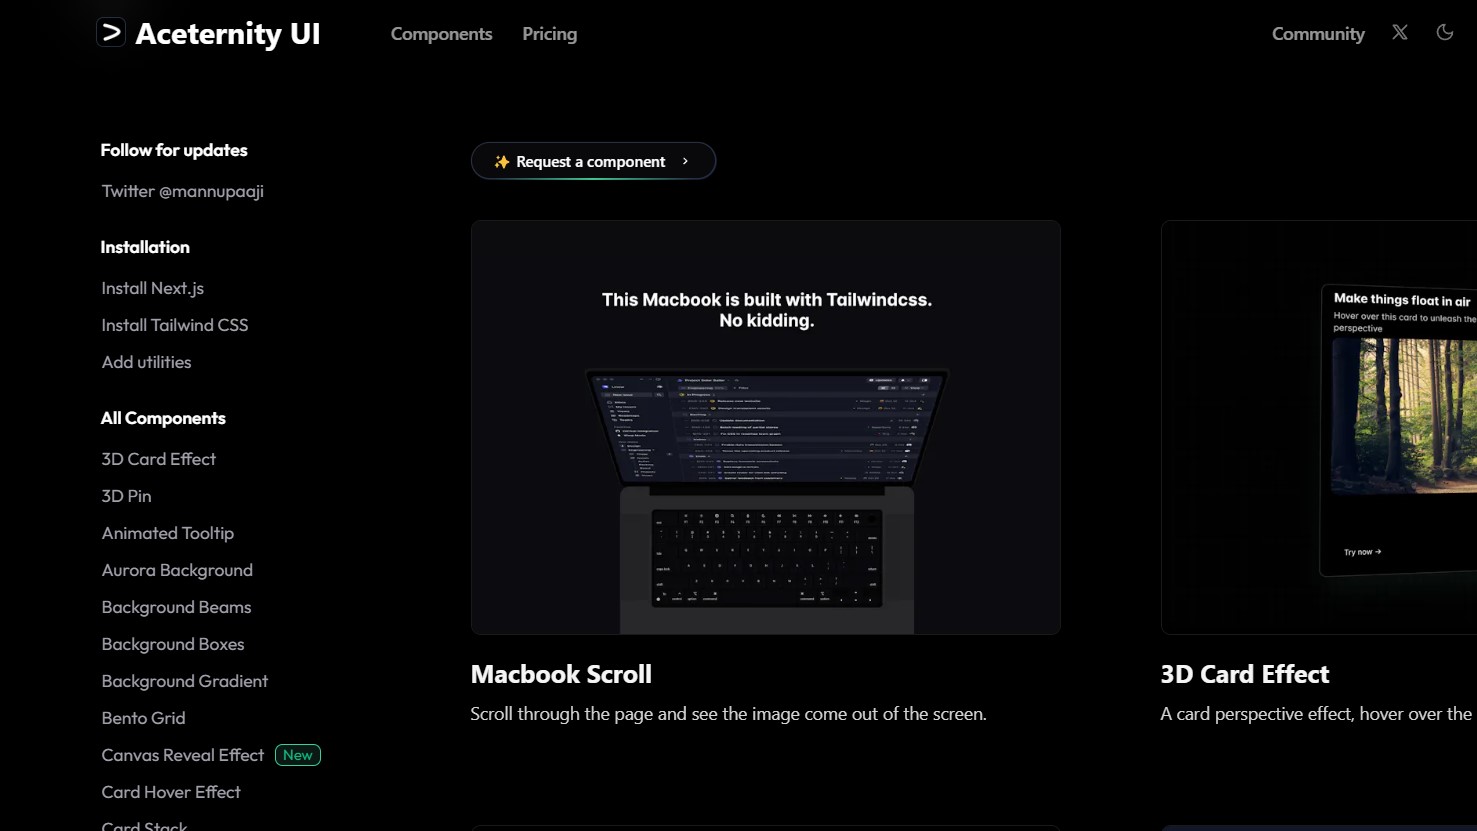 Aceternity UI
Components
Pricing
Community
Follow for updates
Twitter @mannupaaji
Installation
Install Next.js
Install Tailwind CSS
Add utilities
All Components
3D Card Effect
3D Pin
Animated Tooltip
Aurora Background
Background Beams
Background Boxes
Background Gradient
Bento Grid
Canvas Reveal Effect New
Card Hover Effect
Card Stack
✨ Request a component
This Macbook is built with Tailwindcss.
No kidding.
Macbook Scroll
Scroll through the page and see the image come out of the screen.
Make things float in air
Hover over this card to unleash the
perspective
Try now →
3D Card Effect
A card perspective effect, hover over the